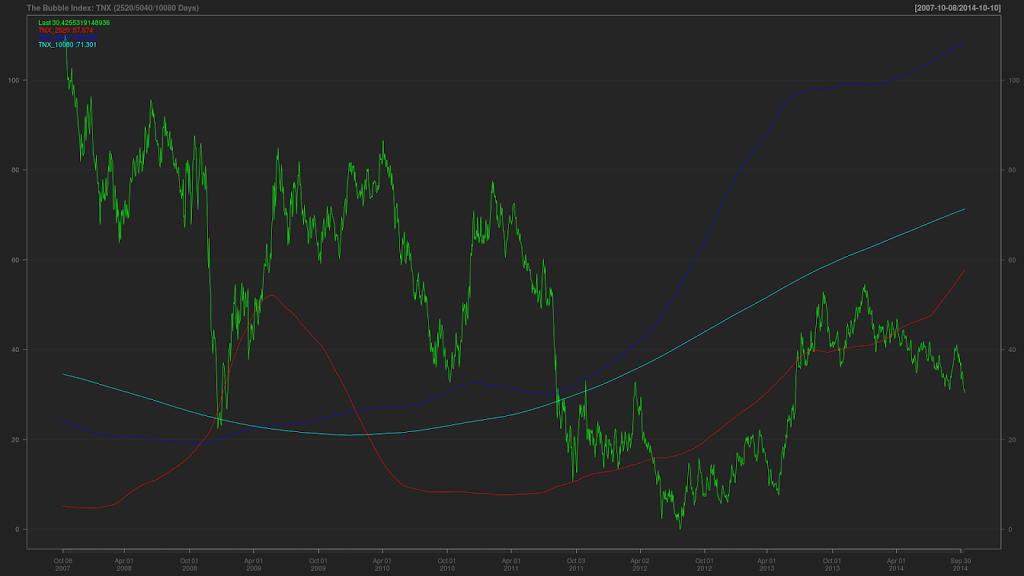 The Bubble Index: TNX (2520/5040/10080 Days) [2007-10-08/2014-10-10]
Last 30.4255319148936
TNX_2520 :57.674
TNX_10080 :71.301
100 100
80 80
60 60
40 40
20 20
0 0
Oct 08 Apr 01 Oct 01 Apr 01 Oct 01 Apr 01 Oct 01 Apr 01 Oct 03 Apr 02 Oct 01 Apr 01 Oct 01 Apr 01 Sep 30
2007 2008 2008 2009 2009 2010 2010 2011 2011 2012 2012 2013 2013 2014 2014